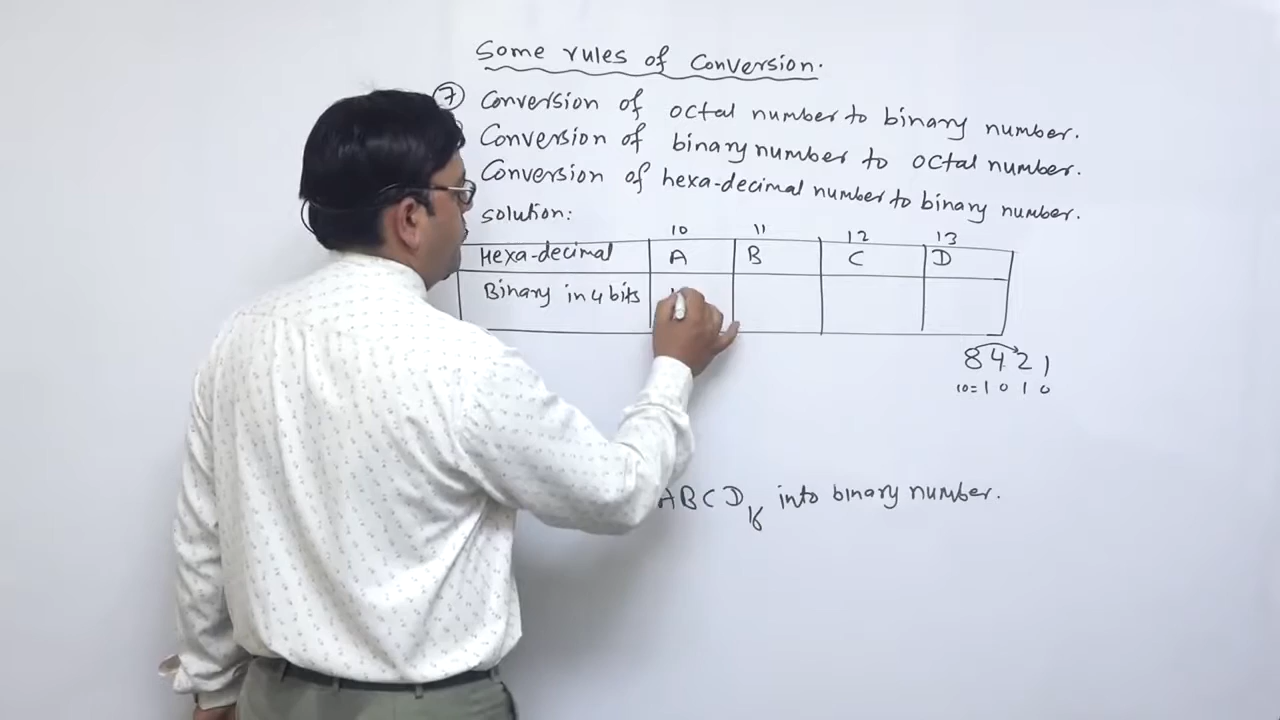 Some rules of Conversion.
7 Conversion of octal number to binary number.
Conversion of binary number to octal number.
Conversion of hexa-decimal number to binary number.
solution:
10 11 12 13
Hexa-decimal A B C D
Binary in 4 bits
8 4 2 1
10 = 1 0 1 0
ABCD16 into binary number.